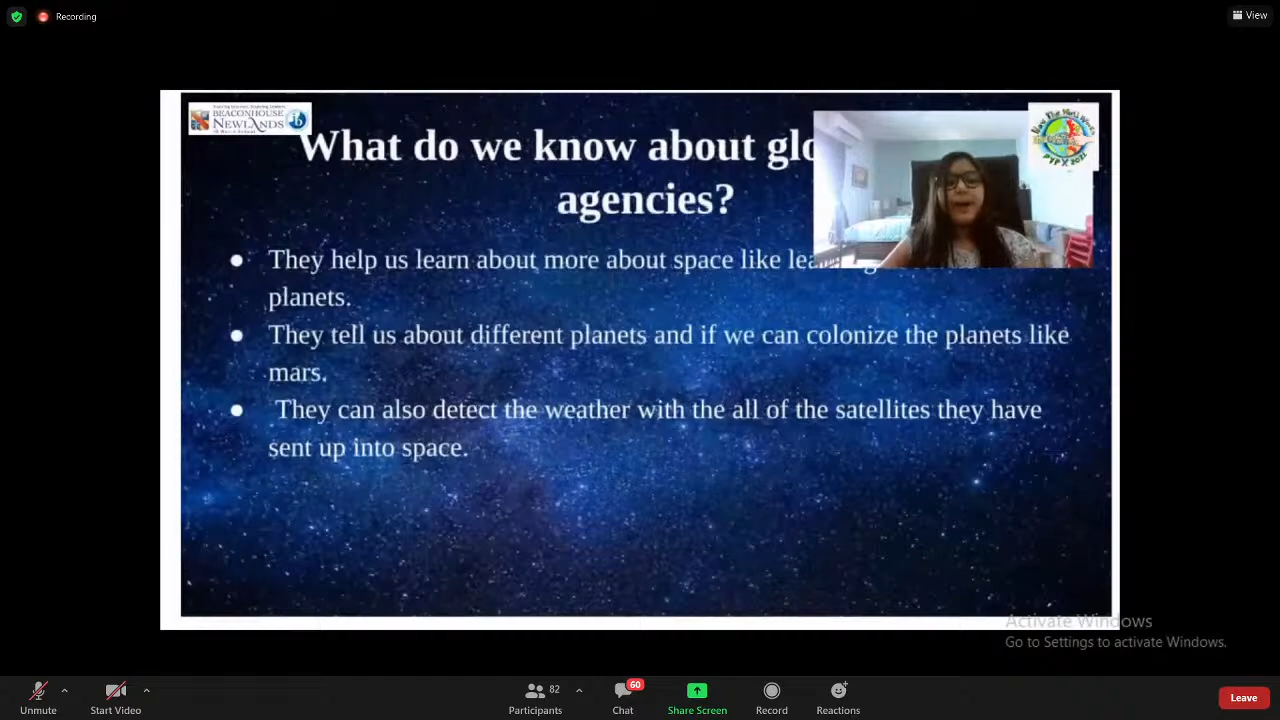 Recording
View
BEACONHOUSE
NEWLANDS
What do we know about
agencies?
● They help us learn about more about space like
planets.
● They tell us about different planets and if we can colonize the planets like
mars.
● They can also detect the weather with the all of the satellites they have
sent up into space.
PYPX 2021
Activate Windows
Go to Settings to activate Windows.
Unmute
Start Video
82
Participants
60
Chat
Share Screen
Record
Reactions
Leave